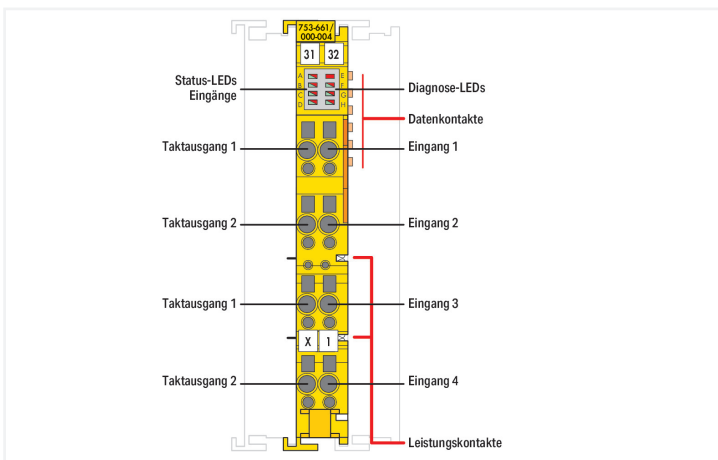 753-661/
000-004
31 32
A E
B F
C G
D H
Status-LEDs
Eingänge
Diagnose-LEDs
Datenkontakte
Taktausgang 1
Eingang 1
Taktausgang 2
Eingang 2
Taktausgang 1
Eingang 3
X 1
Taktausgang 2
Eingang 4
Leistungskontakte